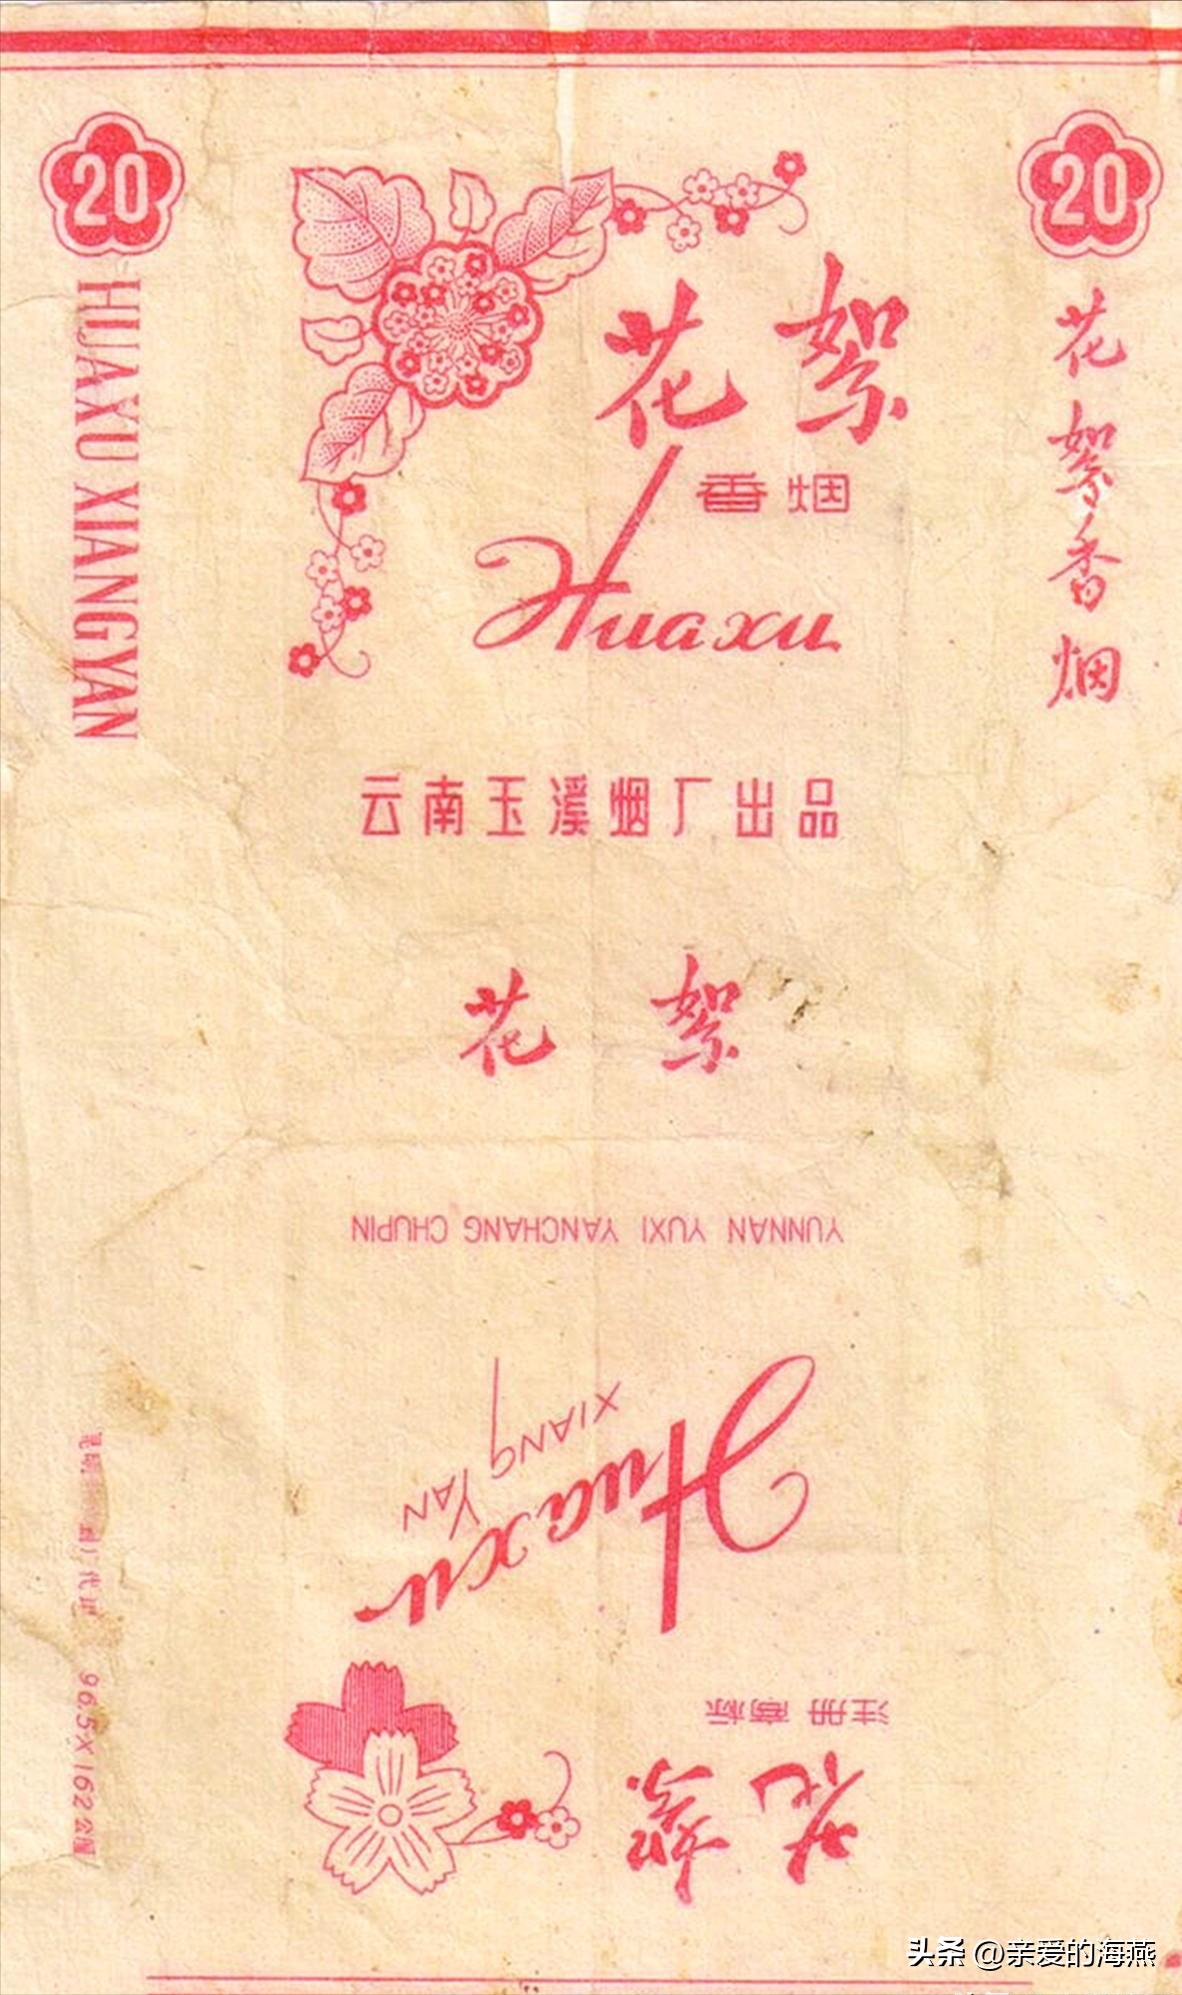 20
20
HUAXU XIANGYAN
花絮
香烟
Huaxu
花絮香烟
云南玉溪烟厂出品
花絮
YUNNAN YUXI YANCHANG CHUPIN
Huaxu
XIANG YAN
注册商标
花絮
96.5×162公厘
头条 @亲爱的海燕